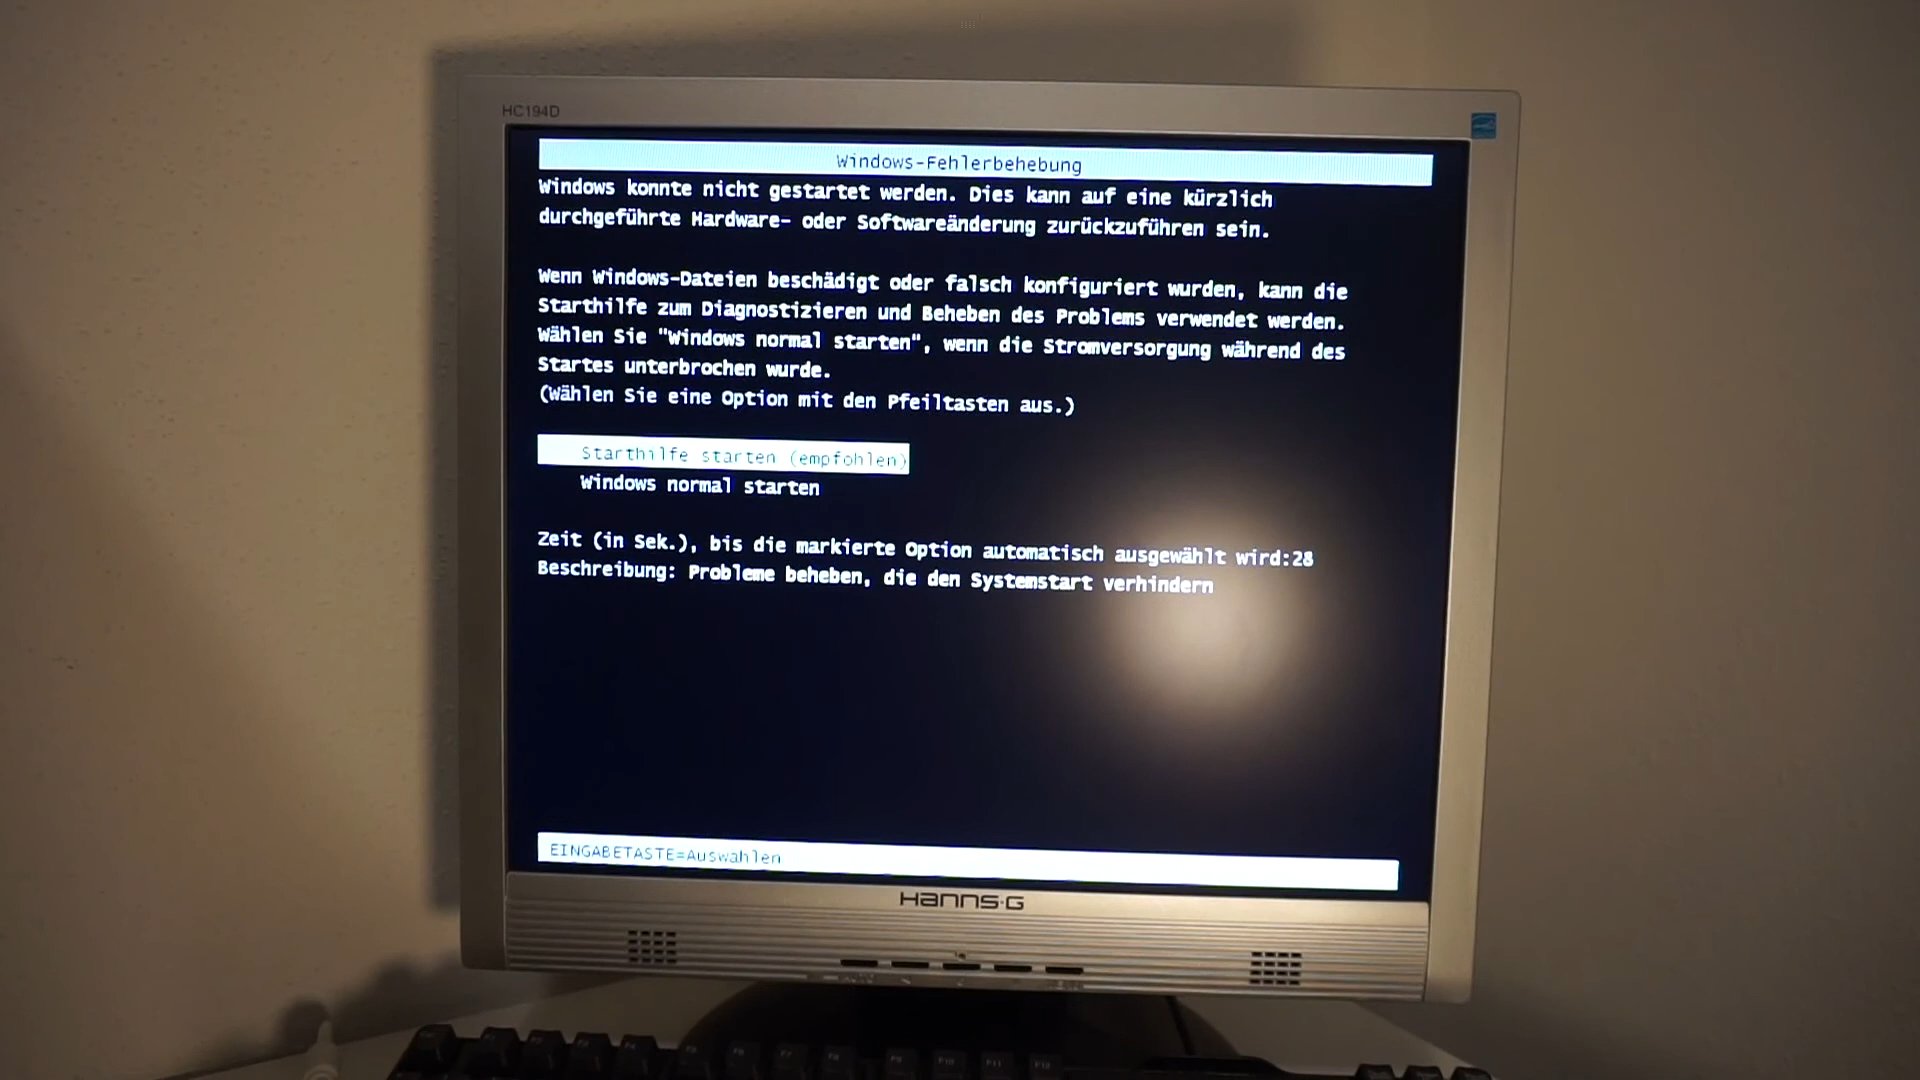 HC194D
Windows-Fehlerbehebung
Windows konnte nicht gestartet werden. Dies kann auf eine kürzlich
durchgeführte Hardware- oder Softwareänderung zurückzuführen sein.
Wenn Windows-Dateien beschädigt oder falsch konfiguriert wurden, kann die
Starthilfe zum Diagnostizieren und Beheben des Problems verwendet werden.
Wählen Sie "Windows normal starten", wenn die Stromversorgung während des
Startes unterbrochen wurde.
(Wählen Sie eine Option mit den Pfeiltasten aus.)
Starthilfe starten (empfohlen)
Windows normal starten
Zeit (in Sek.), bis die markierte Option automatisch ausgewählt wird:28
Beschreibung: Probleme beheben, die den Systemstart verhindern
EINGABETASTE=Auswählen
HANNS·G